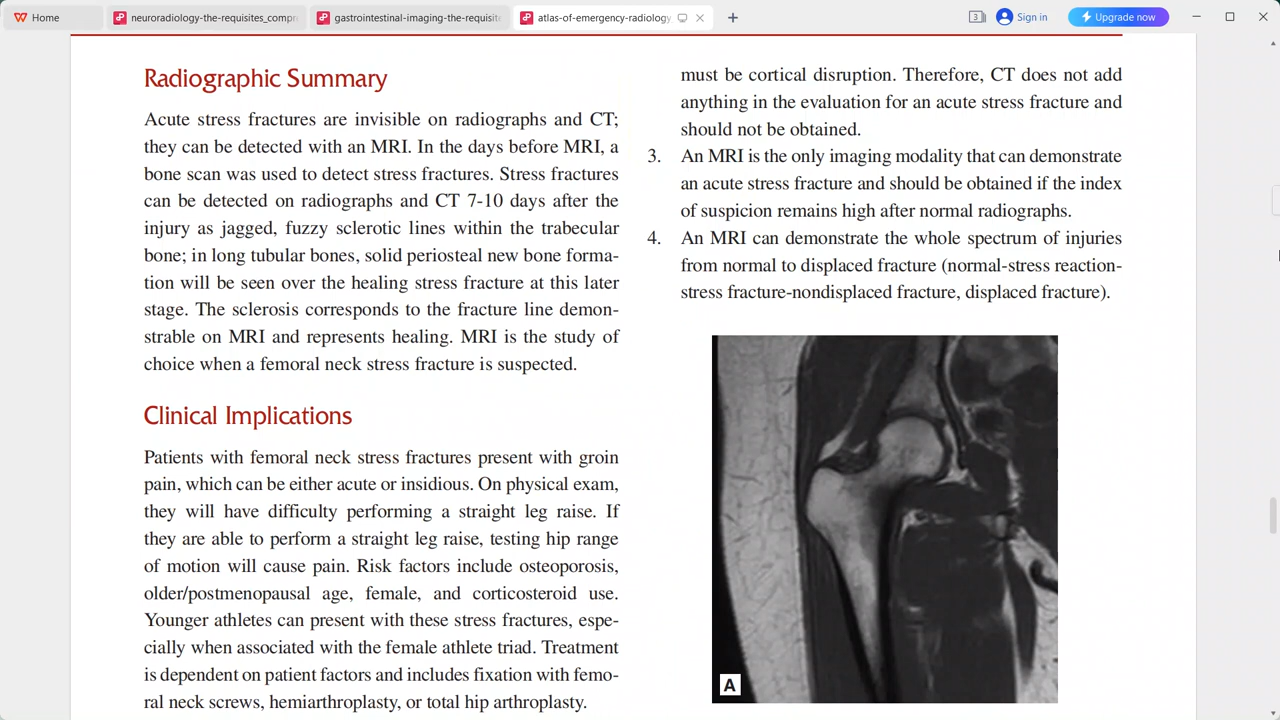 Home
neuroradiology-the-requisites_compr
gastrointestinal-imaging-the-requisit
atlas-of-emergency-radiology
3
Sign in
Upgrade now
Radiographic Summary
Acute stress fractures are invisible on radiographs and CT;
they can be detected with an MRI. In the days before MRI, a
bone scan was used to detect stress fractures. Stress fractures
can be detected on radiographs and CT 7-10 days after the
injury as jagged, fuzzy sclerotic lines within the trabecular
bone; in long tubular bones, solid periosteal new bone forma-
tion will be seen over the healing stress fracture at this later
stage. The sclerosis corresponds to the fracture line demon-
strable on MRI and represents healing. MRI is the study of
choice when a femoral neck stress fracture is suspected.
Clinical Implications
Patients with femoral neck stress fractures present with groin
pain, which can be either acute or insidious. On physical exam,
they will have difficulty performing a straight leg raise. If
they are able to perform a straight leg raise, testing hip range
of motion will cause pain. Risk factors include osteoporosis,
older/postmenopausal age, female, and corticosteroid use.
Younger athletes can present with these stress fractures, espe-
cially when associated with the female athlete triad. Treatment
is dependent on patient factors and includes fixation with femo-
ral neck screws, hemiarthroplasty, or total hip arthroplasty.
must be cortical disruption. Therefore, CT does not add
anything in the evaluation for an acute stress fracture and
should not be obtained.
3. An MRI is the only imaging modality that can demonstrate
an acute stress fracture and should be obtained if the index
of suspicion remains high after normal radiographs.
4. An MRI can demonstrate the whole spectrum of injuries
from normal to displaced fracture (normal-stress reaction-
stress fracture-nondisplaced fracture, displaced fracture).
A